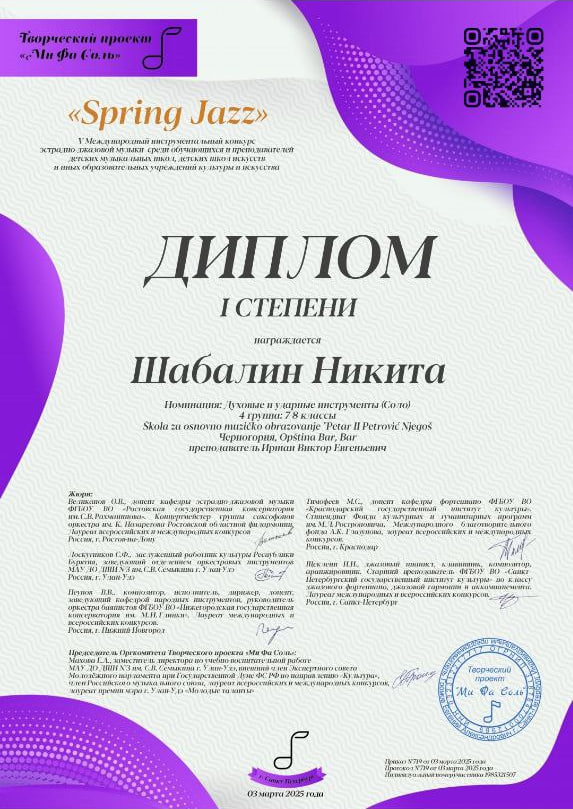 Творческий проект
«Ми Фа Соль»
«Spring Jazz»
V Международный инструментальный конкурс
эстрадно-джазовой музыки среди обучающихся и преподавателей
детских музыкальных школ, детских школ искусств
и иных образовательных учреждений культуры и искусства
ДИПЛОМ
I СТЕПЕНИ
награждается
Шабалин Никита
Номинация: Духовые и ударные инструменты (Соло)
4 группа: 7-8 классы
Skola za osnovno muzičko obrazovanje "Petar II Petrović Njegoš
Черногория, Opština Bar, Bar
преподаватель Иртан Виктор Евгеньевич
Жюри:
Великанов О.В., доцент кафедры эстрадно-джазовой музыки
ФГБОУ ВО «Ростовская государственная консерватория
им.С.В. Рахманинова». Концертмейстер группы саксофонов
оркестра им. К. Назаретова Ростовской областной филармонии,
Лауреат всероссийских и международных конкурсов
Россия, г. Ростов-на-Дону
Лоскутников С.Ф., заслуженный работник культуры Республики
Бурятия, заведующий отделением оркестровых инструментов
МАУ ДО ДШИ N3 им. С.В. Семыкина г. Улан-Удэ
Россия, г. Улан-Удэ
Пеунов В.В., композитор, исполнитель, дирижер, доцент,
заведующий кафедрой народных инструментов, руководитель
оркестра баянистов ФГБОУ ВО «Нижегородская государственная
консерватория им. М.И. Глинки». Лауреат международных и
всероссийских конкурсов.
Россия, г. Нижний Новгород
Тимофеев М.С., доцент кафедры фортепиано ФГБОУ ВО
«Краснодарский государственный институт культуры»,
Стипендиат Фонда культурных и гуманитарных программ
им. М.Л. Ростроповича, Международного благотворительного
фонда А.К. Глазунова, лауреат всероссийских и международных
конкурсов.
Россия, г. Краснодар
Щеклеин И.И., джазовый пианист, клавишник, композитор,
аранжировщик. Старший преподаватель ФГБОУ ВО «Санкт-
Петербургский государственный институт культуры» по классу
джазового фортепиано, джазовой гармонии и аккомпанемента.
Лауреат международных и всероссийских конкурсов.
Россия, г. Санкт-Петербург
Председатель Оргкомитета Творческого проекта «Ми Фа Соль»:
Махова Е.А., заместитель директора по учебно-воспитательной работе
МАУ ДО ДШИ N3 им. С.В. Семыкина г. Улан-Удэ, внешний член Экспертного совета
Молодёжного парламента при Государственной Думе ФС РФ по направлению «Культура»,
член Российского музыкального союза, лауреат всероссийских и международных конкурсов,
лауреат премии мэра г. Улан-Удэ «Молодые таланты»
Творческий
проект
"Ми Фа Соль"
г. Санкт-Петербург
03 марта 2025 года
Приказ N719 от 03 марта 2025 года
Протокол N719 от 03 марта 2025 года
Индивидуальный номер участника 1985321507